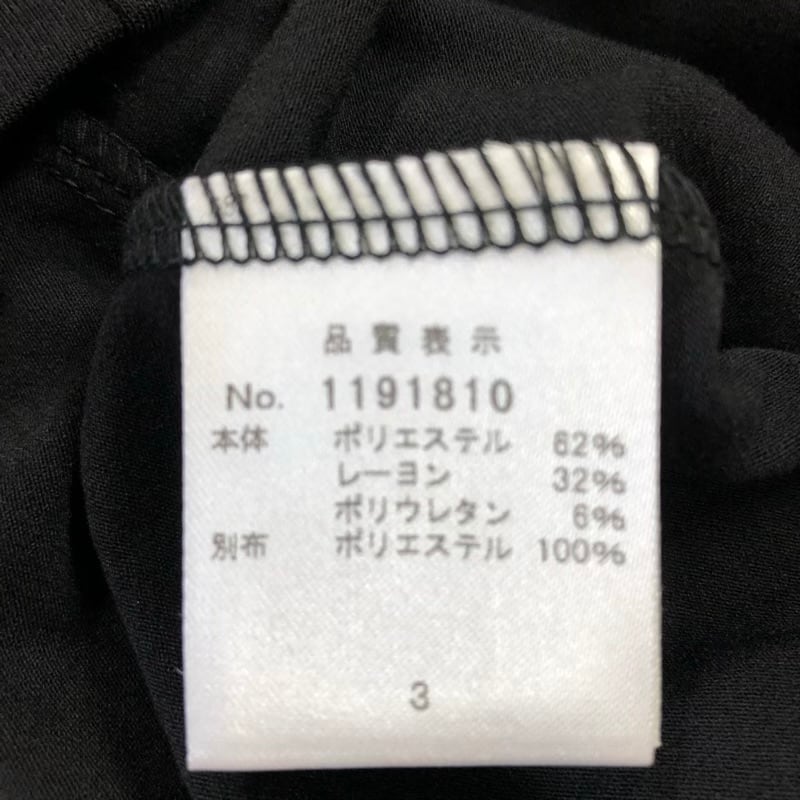 品質表示
No. 1191810
本体 ポリエステル 62%
レーヨン 32%
ポリウレタン 6%
別布 ポリエステル 100%
3